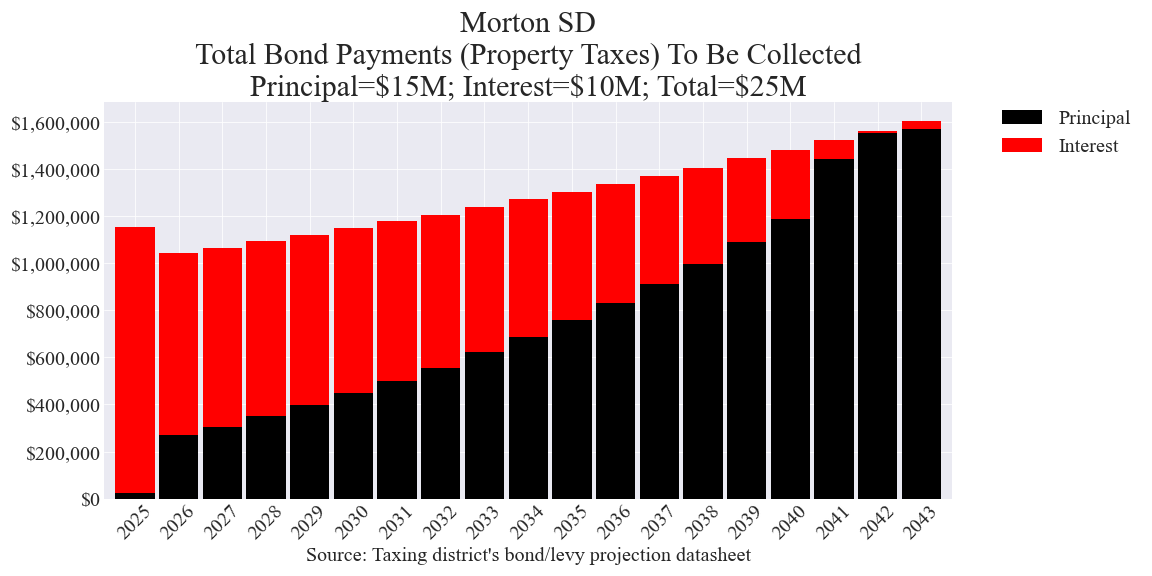 Morton SD
Total Bond Payments (Property Taxes) To Be Collected
Principal=$15M; Interest=$10M; Total=$25M
$1,600,000
$1,400,000
$1,200,000
$1,000,000
$800,000
$600,000
$400,000
$200,000
$0
Principal
Interest
2025 2026 2027 2028 2029 2030 2031 2032 2033 2034 2035 2036 2037 2038 2039 2040 2041 2042 2043
Source: Taxing district's bond/levy projection datasheet